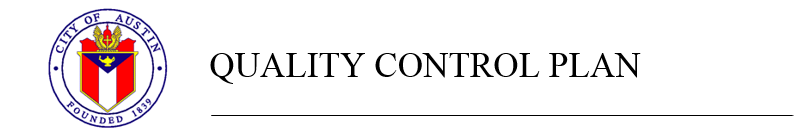 CITY OF AUSTIN
FOUNDED 1839
QUALITY CONTROL PLAN